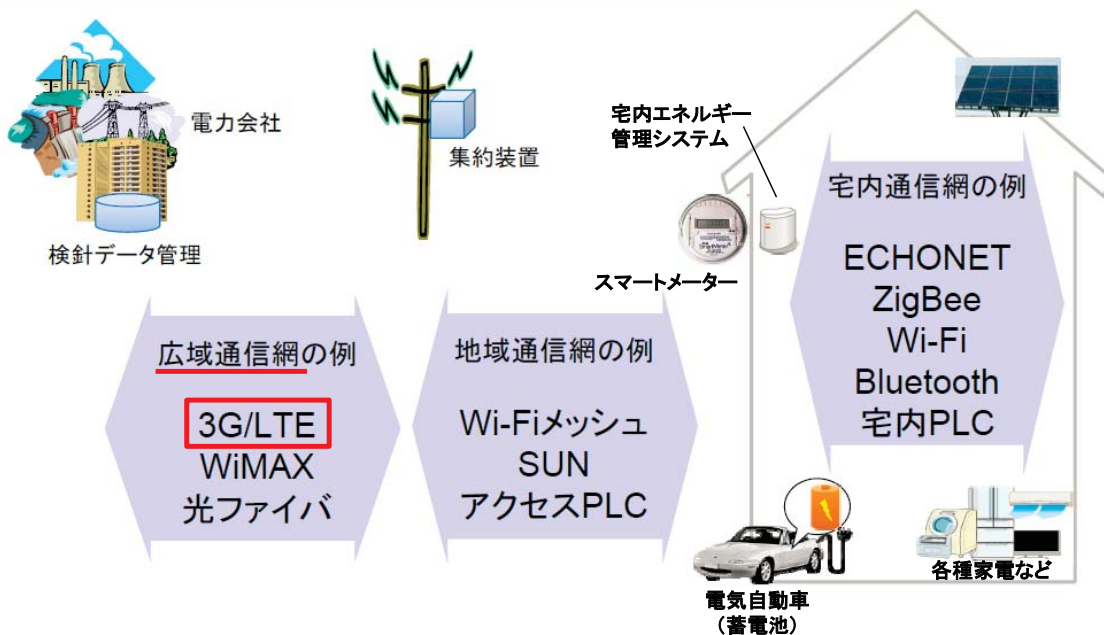 電力会社
検針データ管理
集約装置
宅内エネルギー
管理システム
スマートメーター
広域通信網の例
3G/LTE
WiMAX
光ファイバ
地域通信網の例
Wi-Fiメッシュ
SUN
アクセスPLC
宅内通信網の例
ECHONET
ZigBee
Wi-Fi
Bluetooth
宅内PLC
電気自動車
(蓄電池)
各種家電など